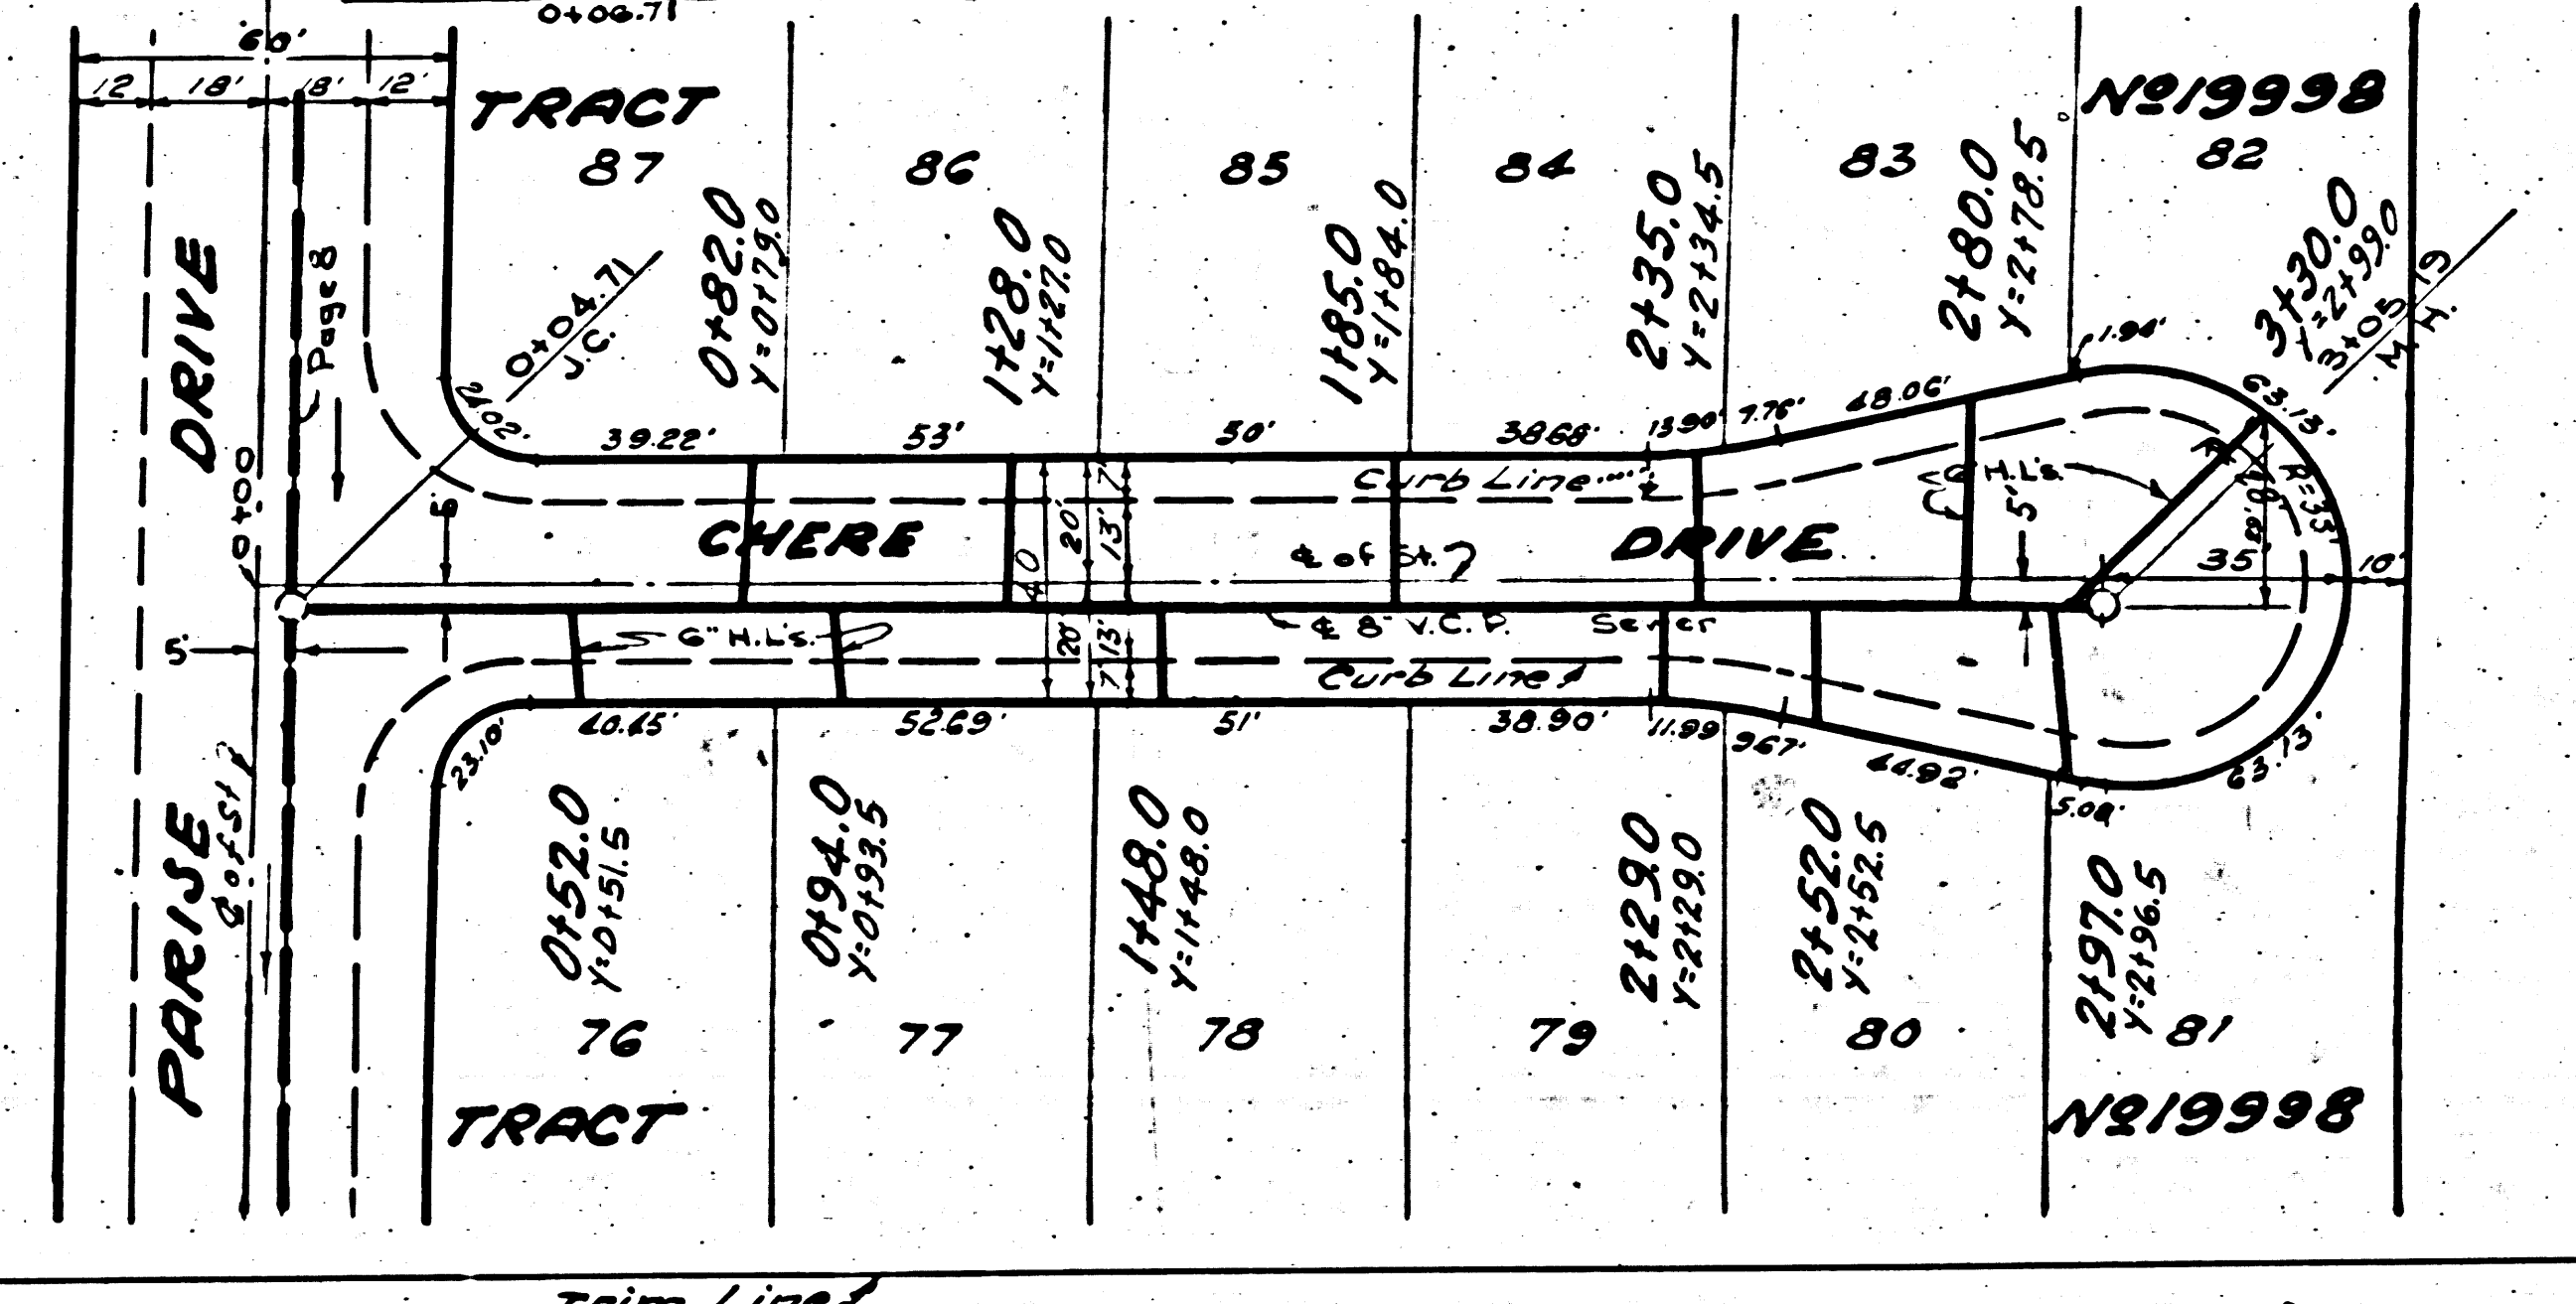 0+06.71
60'
12 18' 18' 12'
TRACT
No 19998
87
86
85
84
83
82
DRIVE
Page 8
0+04.71
J.C.
0+82.0
Y=0+79.0
1+28.0
Y=1+27.0
1+85.0
Y=1+84.0
2+35.0
Y=2+34.5
2+80.0
Y=2+78.5
3+30.0
Y=2+99.0
3+05 19
M.H.
1.94'
39.22'
53'
50'
38.68'
13.90'
7.76'
48.06'
63.13'
0+00
5'
7'
20'
13'
40
Curb Line
6" H.L's.
5'
R=35'
CHERE
DRIVE
℄ of St.
35'
10'
5'
6" H.L's.
20'
13'
7'
℄ 8" V.C.P. Sewer
Curb Line
23.10'
40.45'
52.69'
51'
38.90'
11.99
9.67'
44.92'
5.00'
63.13'
PARISE
℄ of St
0+52.0
Y=0+51.5
0+94.0
Y=0+93.5
1+48.0
Y=1+48.0
2+29.0
Y=2+29.0
2+52.0
Y=2+52.5
2+97.0
Y=2+96.5
76
77
78
79
80
81
TRACT
No 19998
Trim Line